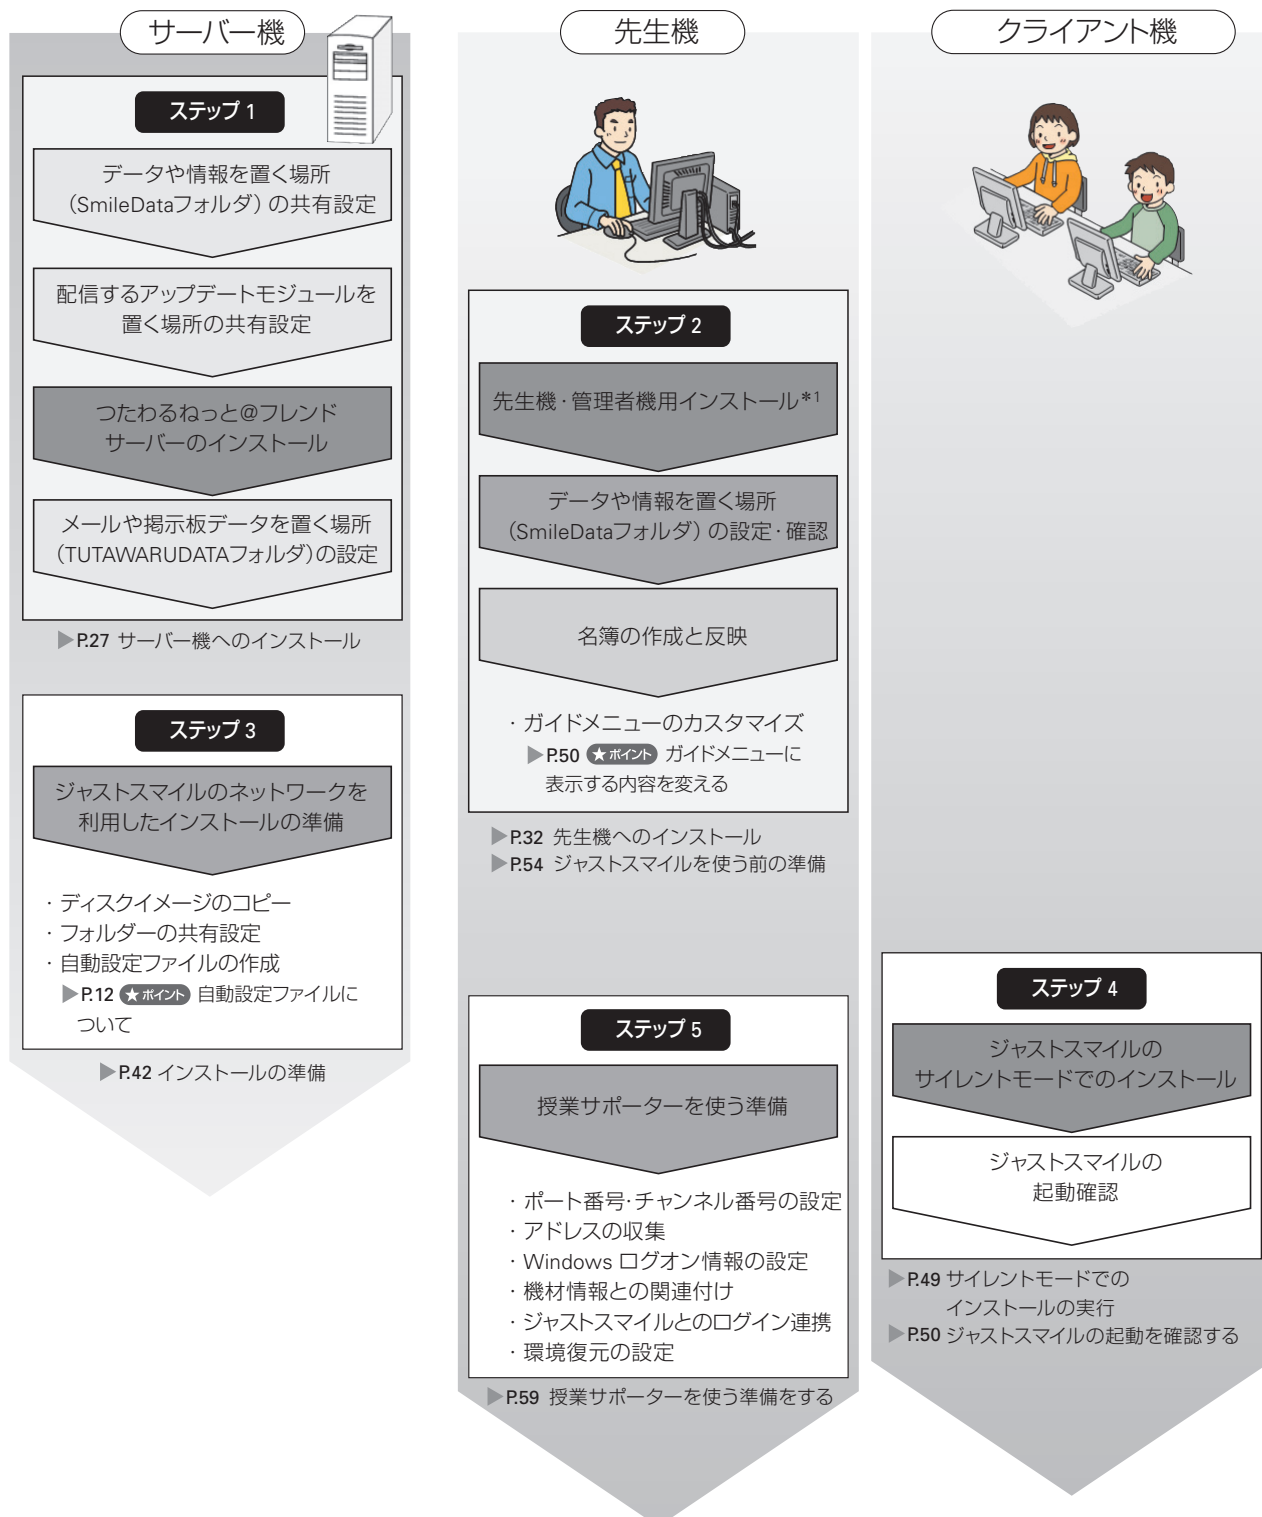 サーバー機
ステップ 1
データや情報を置く場所
（SmileDataフォルダ）の共有設定
配信するアップデートモジュールを
置く場所の共有設定
つたわるねっと@フレンド
サーバーのインストール
メールや掲示板データを置く場所
（TUTAWARUDATAフォルダ）の設定
▶P.27 サーバー機へのインストール
ステップ 3
ジャストスマイルのネットワークを
利用したインストールの準備
・ディスクイメージのコピー
・フォルダーの共有設定
・自動設定ファイルの作成
▶P.12 ★ポイント 自動設定ファイルに
ついて
▶P.42 インストールの準備
先生機
ステップ 2
先生機・管理者機用インストール*1
データや情報を置く場所
（SmileDataフォルダ）の設定・確認
名簿の作成と反映
・ガイドメニューのカスタマイズ
▶P.50 ★ポイント ガイドメニューに
表示する内容を変える
▶P.32 先生機へのインストール
▶P.54 ジャストスマイルを使う前の準備
ステップ 5
授業サポーターを使う準備
・ポート番号・チャンネル番号の設定
・アドレスの収集
・Windows ログオン情報の設定
・機材情報との関連付け
・ジャストスマイルとのログイン連携
・環境復元の設定
▶P.59 授業サポーターを使う準備をする
クライアント機
ステップ 4
ジャストスマイルの
サイレントモードでのインストール
ジャストスマイルの
起動確認
▶P.49 サイレントモードでの
インストールの実行
▶P.50 ジャストスマイルの起動を確認する